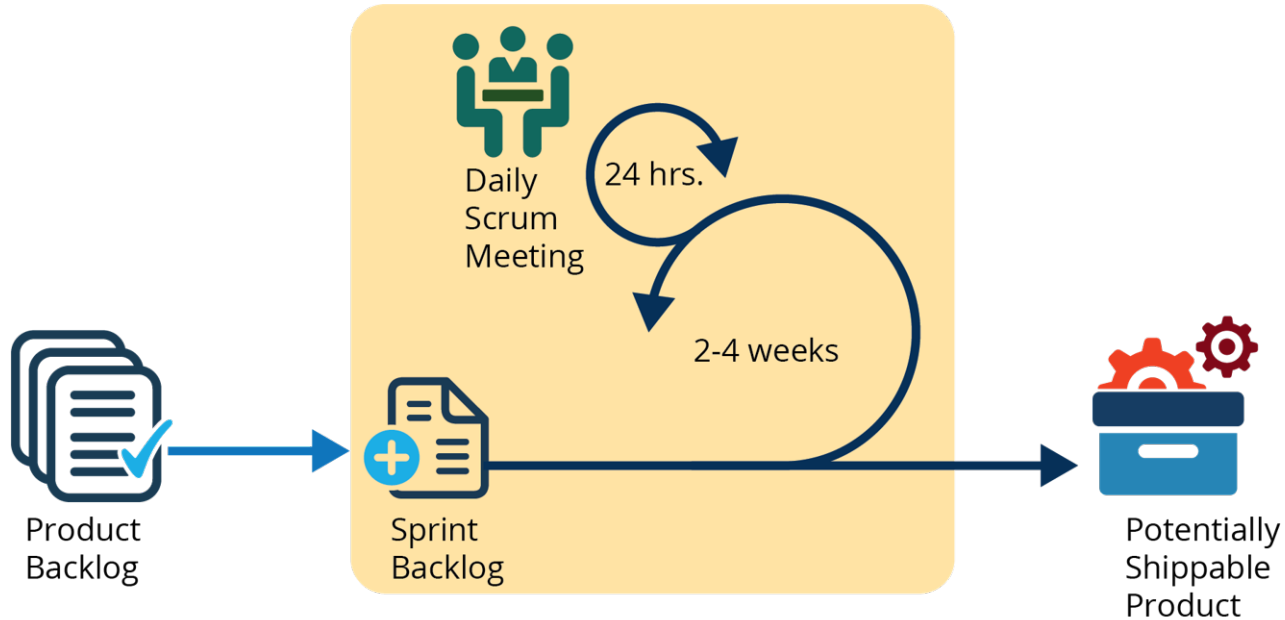 Daily
Scrum
Meeting
24 hrs.
2-4 weeks
Product
Backlog
Sprint
Backlog
Potentially
Shippable
Product